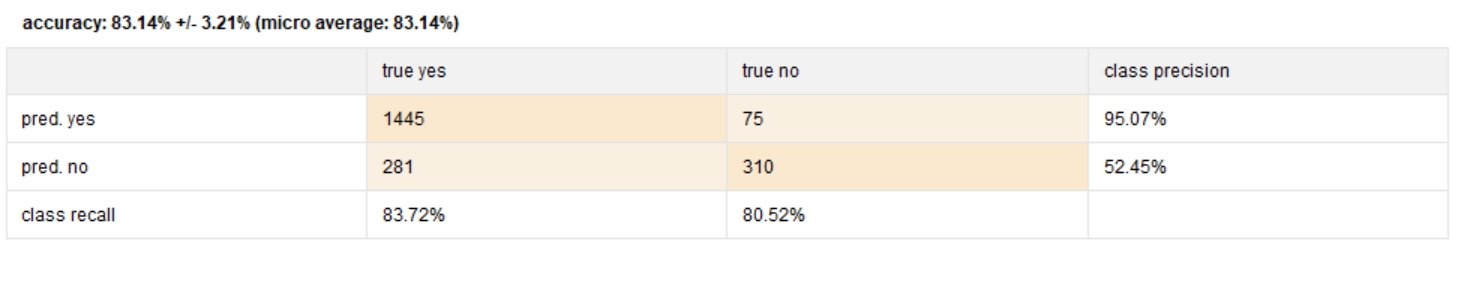 accuracy: 83.14% +/- 3.21% (micro average: 83.14%)
true yes true no class precision
pred. yes 1445 75 95.07%
pred. no 281 310 52.45%
class recall 83.72% 80.52%